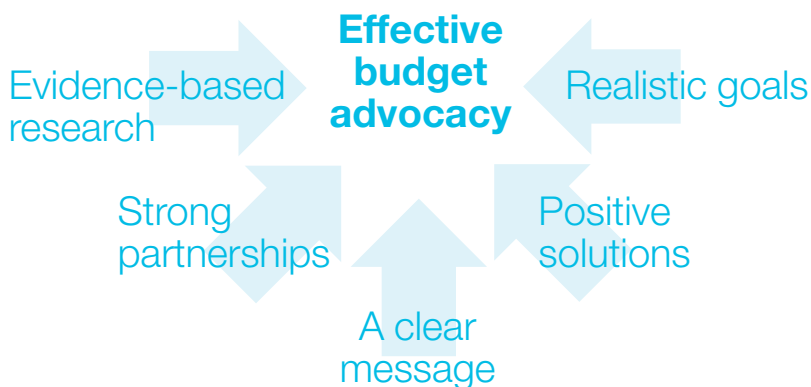 Effective
budget
advocacy
Evidence-based
research
Realistic goals
Strong
partnerships
Positive
solutions
A clear
message